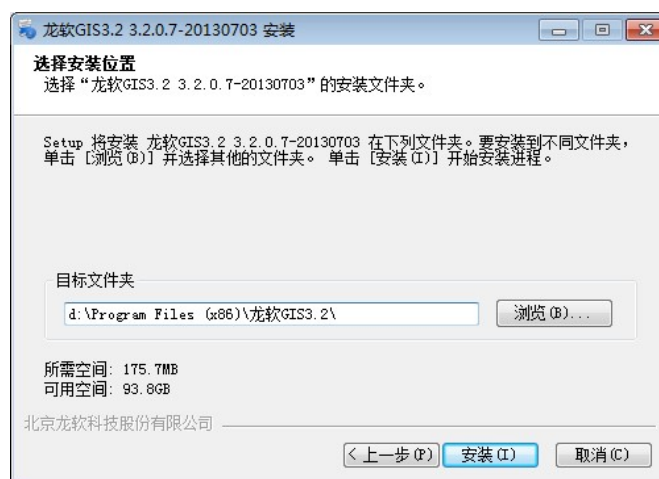 龙软GIS3.2 3.2.0.7-20130703 安装
选择安装位置
选择“龙软GIS3.2 3.2.0.7-20130703”的安装文件夹。
Setup 将安装 龙软GIS3.2 3.2.0.7-20130703 在下列文件夹。要安装到不同文件夹，
单击 [浏览(B)] 并选择其他的文件夹。 单击 [安装(I)] 开始安装进程。
目标文件夹
d:\Program Files (x86)\龙软GIS3.2\
浏览(B)...
所需空间: 175.7MB
可用空间: 93.8GB
北京龙软科技股份有限公司
< 上一步(P)
安装(I)
取消(C)